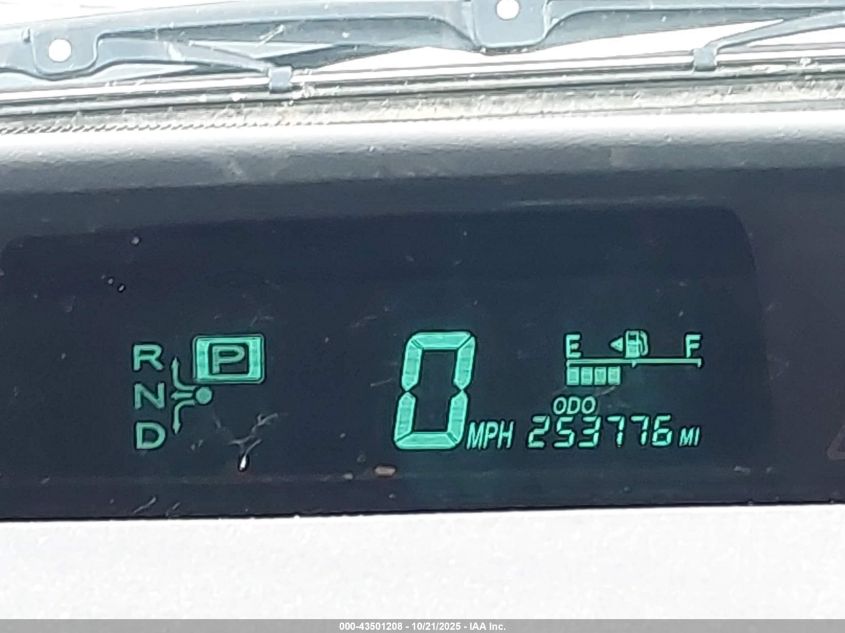 R P
N
D
0 MPH
E F
ODO
253776 MI
000-43501208 - 10/21/2025 - IAA Inc.